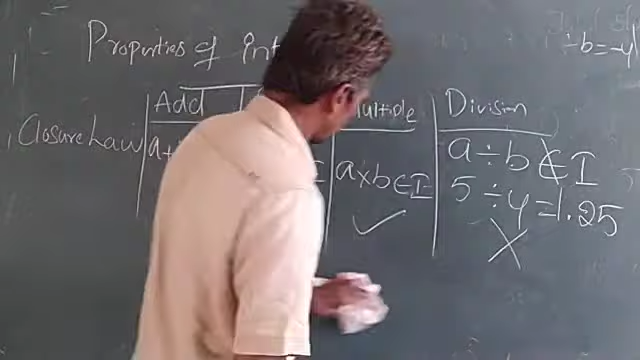 Properties of Int
Add
Multiple
Division
Closure Law
a+
a×b∈I
✓
a÷b∉I
5÷4=1.25
X
÷b=-4